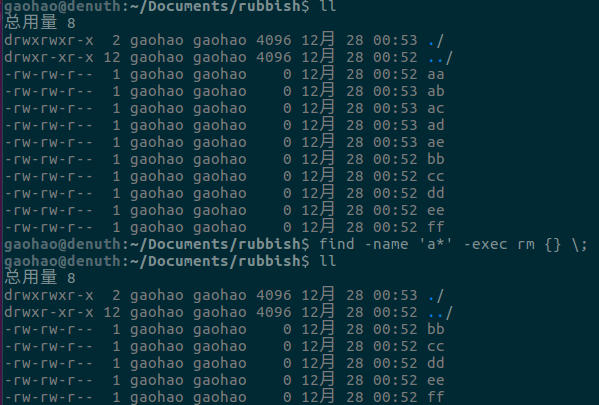 gaohao@denuth:~/Documents/rubbish$ ll
总用量 8
drwxrwxr-x  2 gaohao gaohao 4096 12月 28 00:53 ./
drwxr-xr-x 12 gaohao gaohao 4096 12月 28 00:52 ../
-rw-rw-r--  1 gaohao gaohao    0 12月 28 00:52 aa
-rw-rw-r--  1 gaohao gaohao    0 12月 28 00:53 ab
-rw-rw-r--  1 gaohao gaohao    0 12月 28 00:53 ac
-rw-rw-r--  1 gaohao gaohao    0 12月 28 00:53 ad
-rw-rw-r--  1 gaohao gaohao    0 12月 28 00:53 ae
-rw-rw-r--  1 gaohao gaohao    0 12月 28 00:52 bb
-rw-rw-r--  1 gaohao gaohao    0 12月 28 00:52 cc
-rw-rw-r--  1 gaohao gaohao    0 12月 28 00:52 dd
-rw-rw-r--  1 gaohao gaohao    0 12月 28 00:52 ee
-rw-rw-r--  1 gaohao gaohao    0 12月 28 00:52 ff
gaohao@denuth:~/Documents/rubbish$ find -name 'a*' -exec rm {} \;
gaohao@denuth:~/Documents/rubbish$ ll
总用量 8
drwxrwxr-x  2 gaohao gaohao 4096 12月 28 00:53 ./
drwxr-xr-x 12 gaohao gaohao 4096 12月 28 00:52 ../
-rw-rw-r--  1 gaohao gaohao    0 12月 28 00:52 bb
-rw-rw-r--  1 gaohao gaohao    0 12月 28 00:52 cc
-rw-rw-r--  1 gaohao gaohao    0 12月 28 00:52 dd
-rw-rw-r--  1 gaohao gaohao    0 12月 28 00:52 ee
-rw-rw-r--  1 gaohao gaohao    0 12月 28 00:52 ff